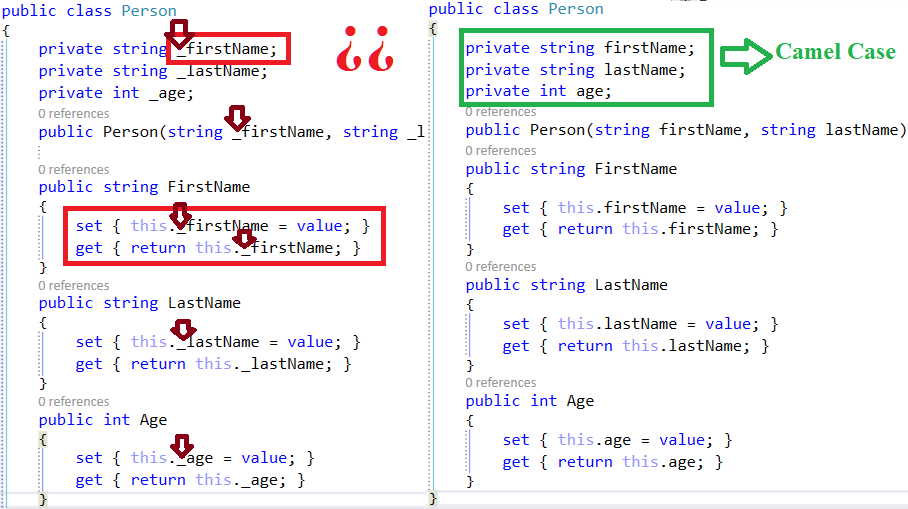 public class Person
{
private string _firstName;
private string _lastName;
private int _age;
0 references
public Person(string _firstName, string _l
0 references
public string FirstName
{
set { this._firstName = value; }
get { return this._firstName; }
}
0 references
public string LastName
{
set { this._lastName = value; }
get { return this._lastName; }
}
0 references
public int Age
{
set { this._age = value; }
get { return this._age; }
}
¿¿
public class Person
{
private string firstName;
private string lastName;
private int age;
Camel Case
0 references
public Person(string firstName, string lastName)
0 references
public string FirstName
{
set { this.firstName = value; }
get { return this.firstName; }
}
0 references
public string LastName
{
set { this.lastName = value; }
get { return this.lastName; }
}
0 references
public int Age
{
set { this.age = value; }
get { return this.age; }
}
}